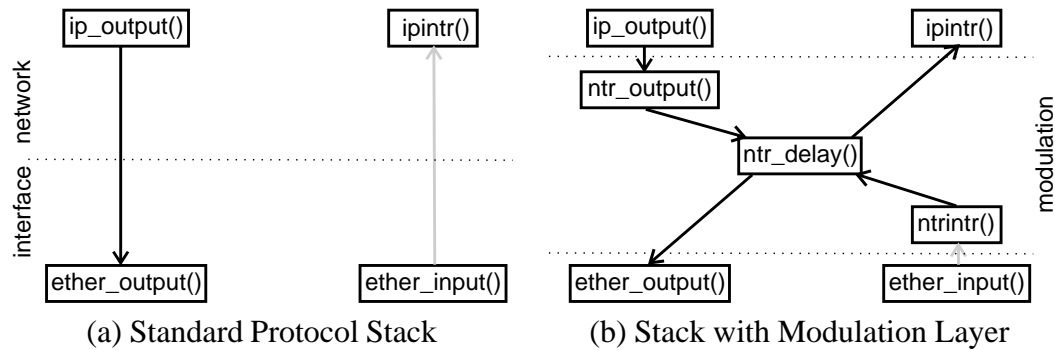 ip_output()
ipintr()
network
interface
ether_output()
ether_input()
(a) Standard Protocol Stack
ip_output()
ipintr()
ntr_output()
ntr_delay()
modulation
ntrintr()
ether_output()
ether_input()
(b) Stack with Modulation Layer